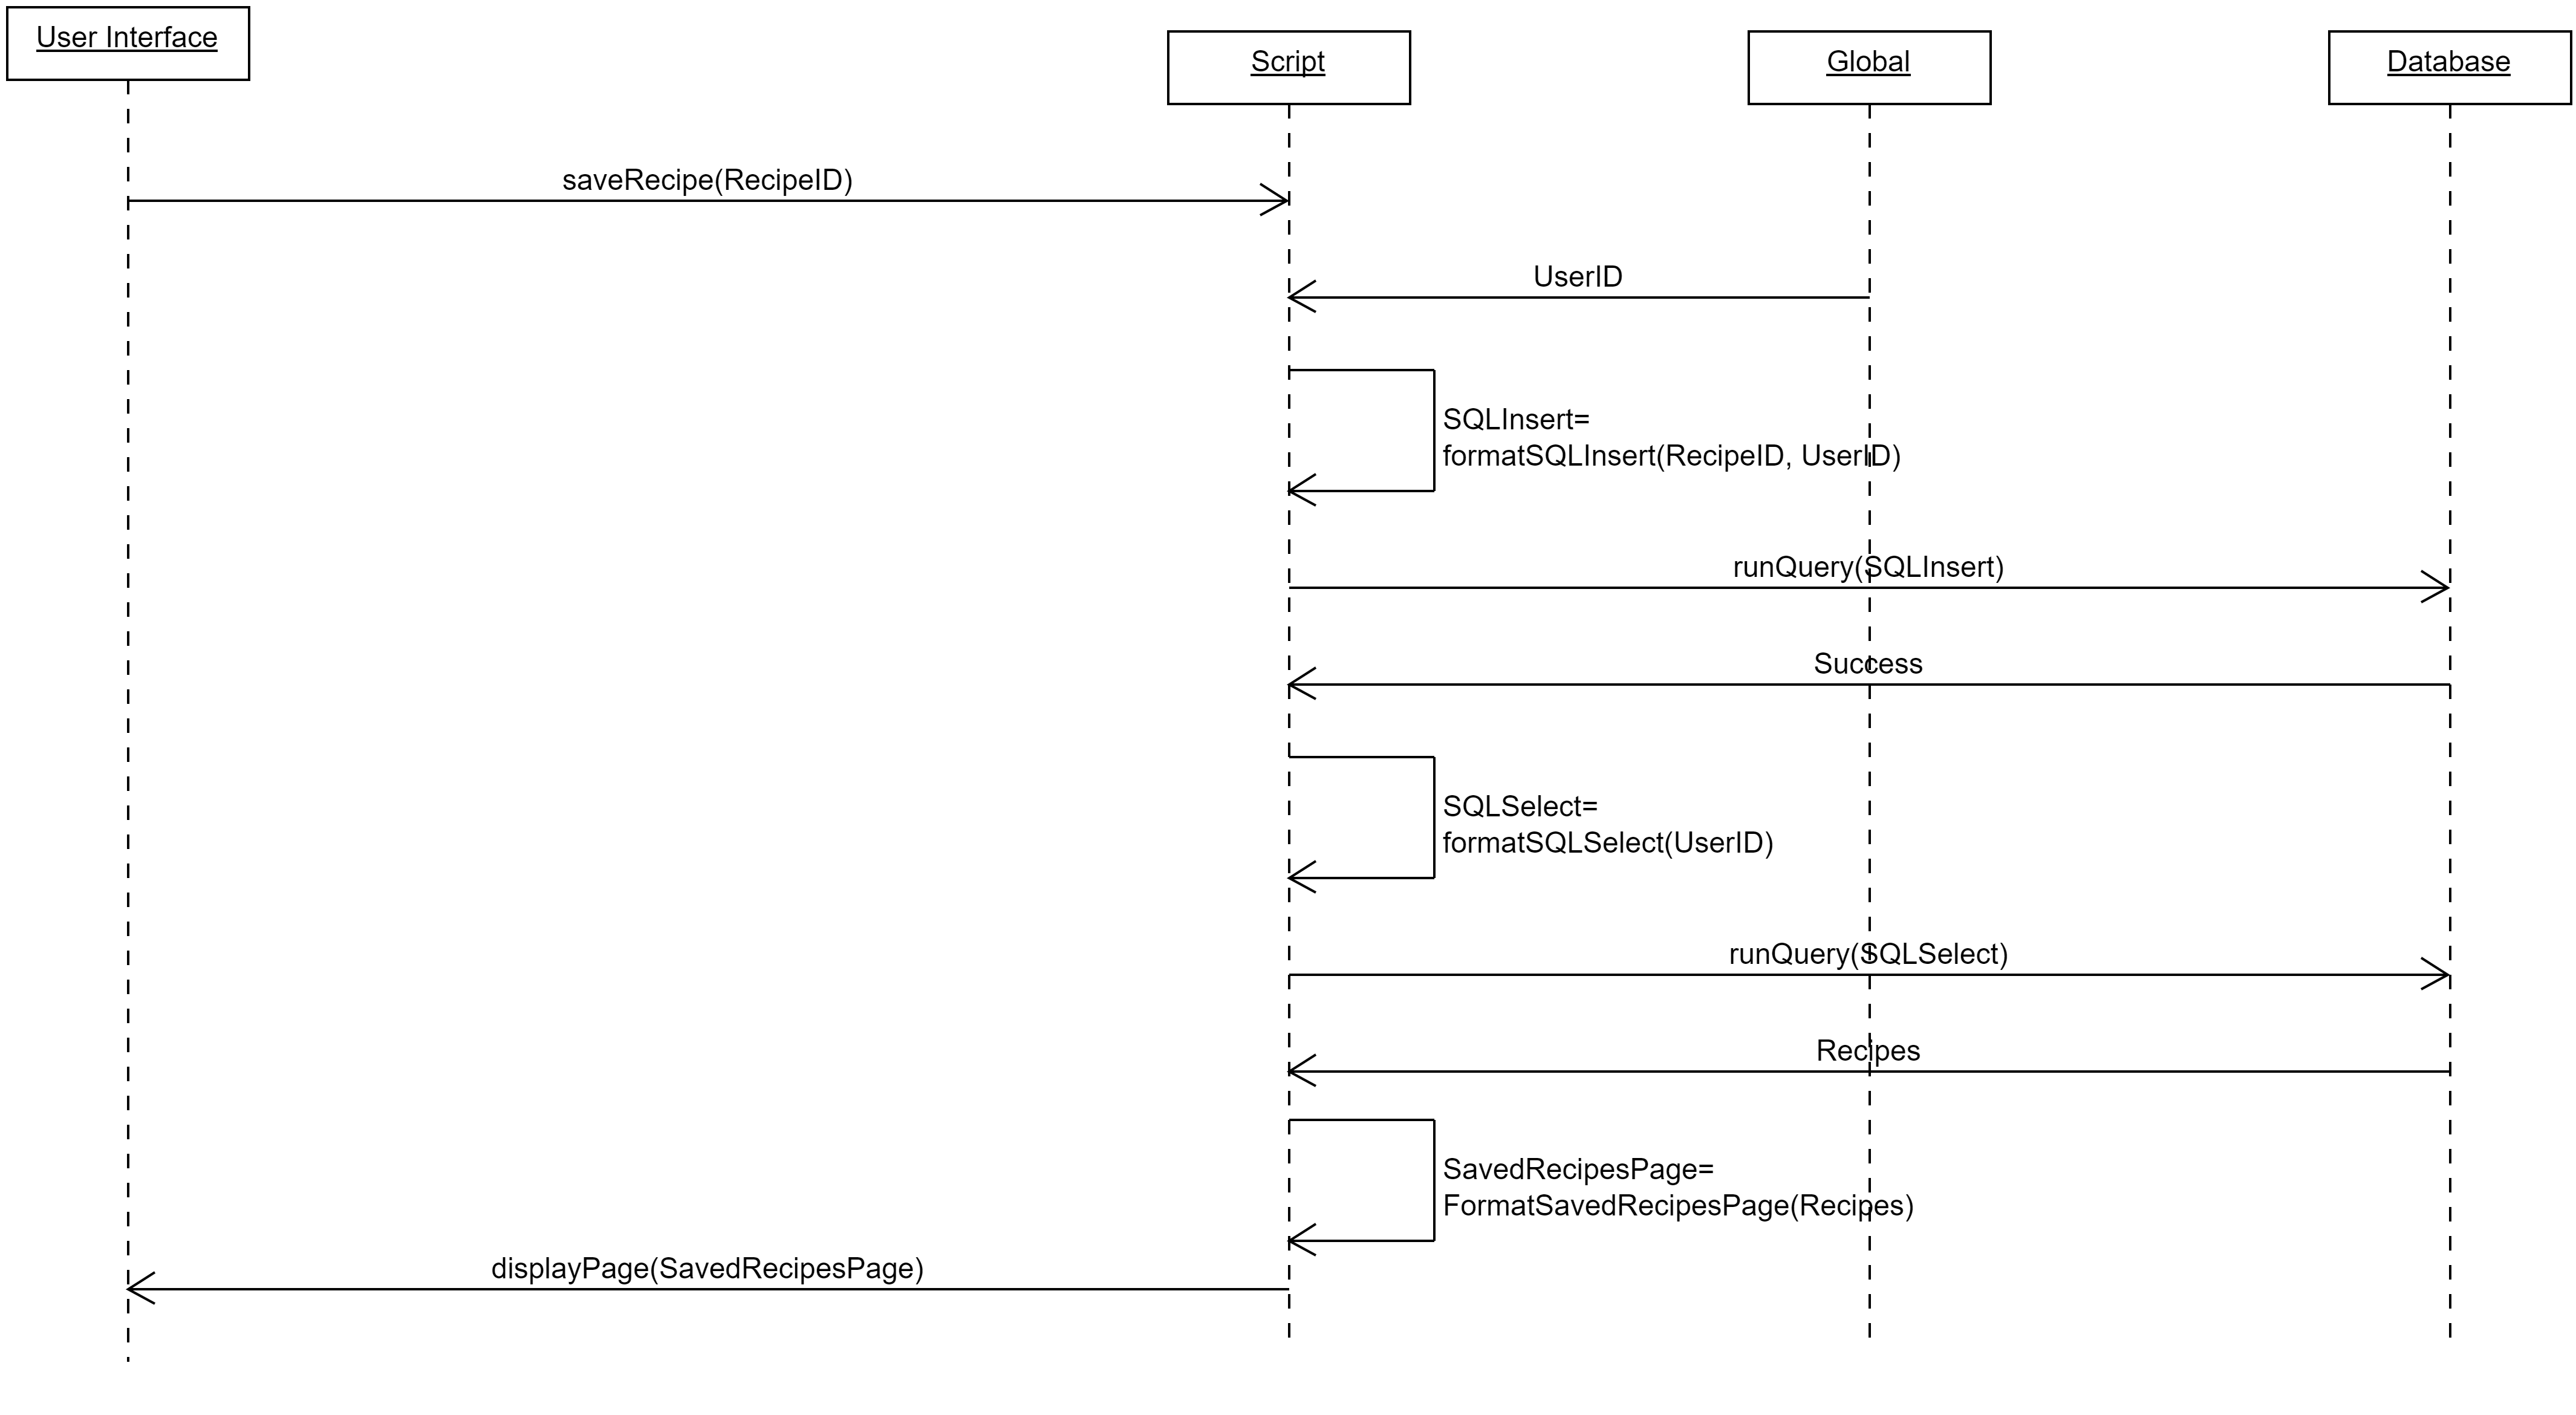 User Interface
Script
Global
Database
saveRecipe(RecipeID)
UserID
SQLInsert=
formatSQLInsert(RecipeID, UserID)
runQuery(SQLInsert)
Success
SQLSelect=
formatSQLSelect(UserID)
runQuery(SQLSelect)
Recipes
SavedRecipesPage=
FormatSavedRecipesPage(Recipes)
displayPage(SavedRecipesPage)